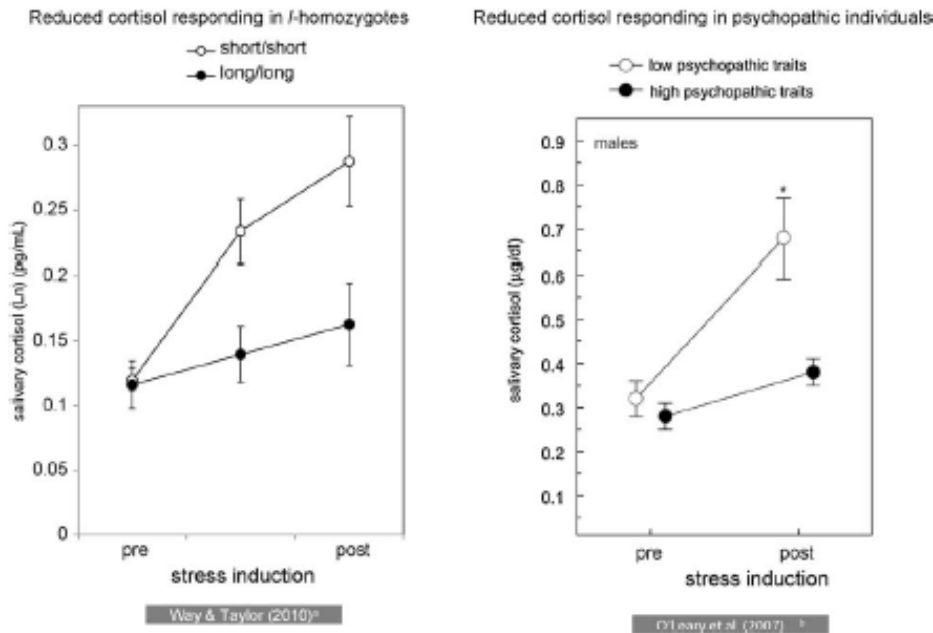 Reduced cortisol responding in l-homozygotes
short/short
long/long
salivary cortisol (Ln) (pg/mL)
0.3
0.25
0.2
0.15
0.1
0.05
0
pre
post
stress induction
Way & Taylor (2010)a
Reduced cortisol responding in psychopathic individuals
low psychopathic traits
high psychopathic traits
males
salivary cortisol (µg/dl)
0.9
0.8
0.7
0.6
0.5
0.4
0.3
0.2
0.1
pre
post
stress induction
O'Leary et al. (2007) b